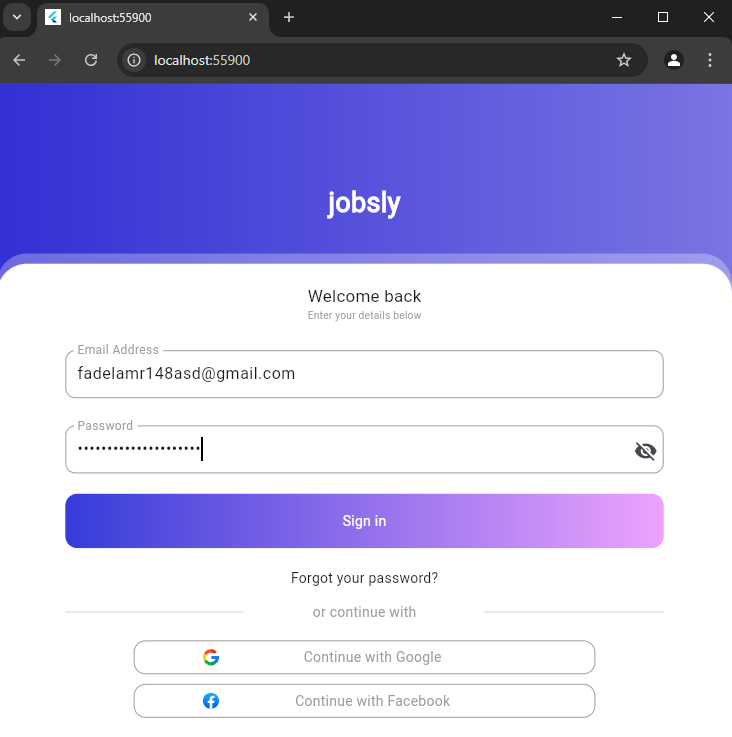 localhost:55900
localhost:55900
jobsly
Welcome back
Enter your details below
Email Address
fadelamr148asd@gmail.com
Password
•••••••••••••••••••••
Sign in
Forgot your password?
or continue with
Continue with Google
Continue with Facebook